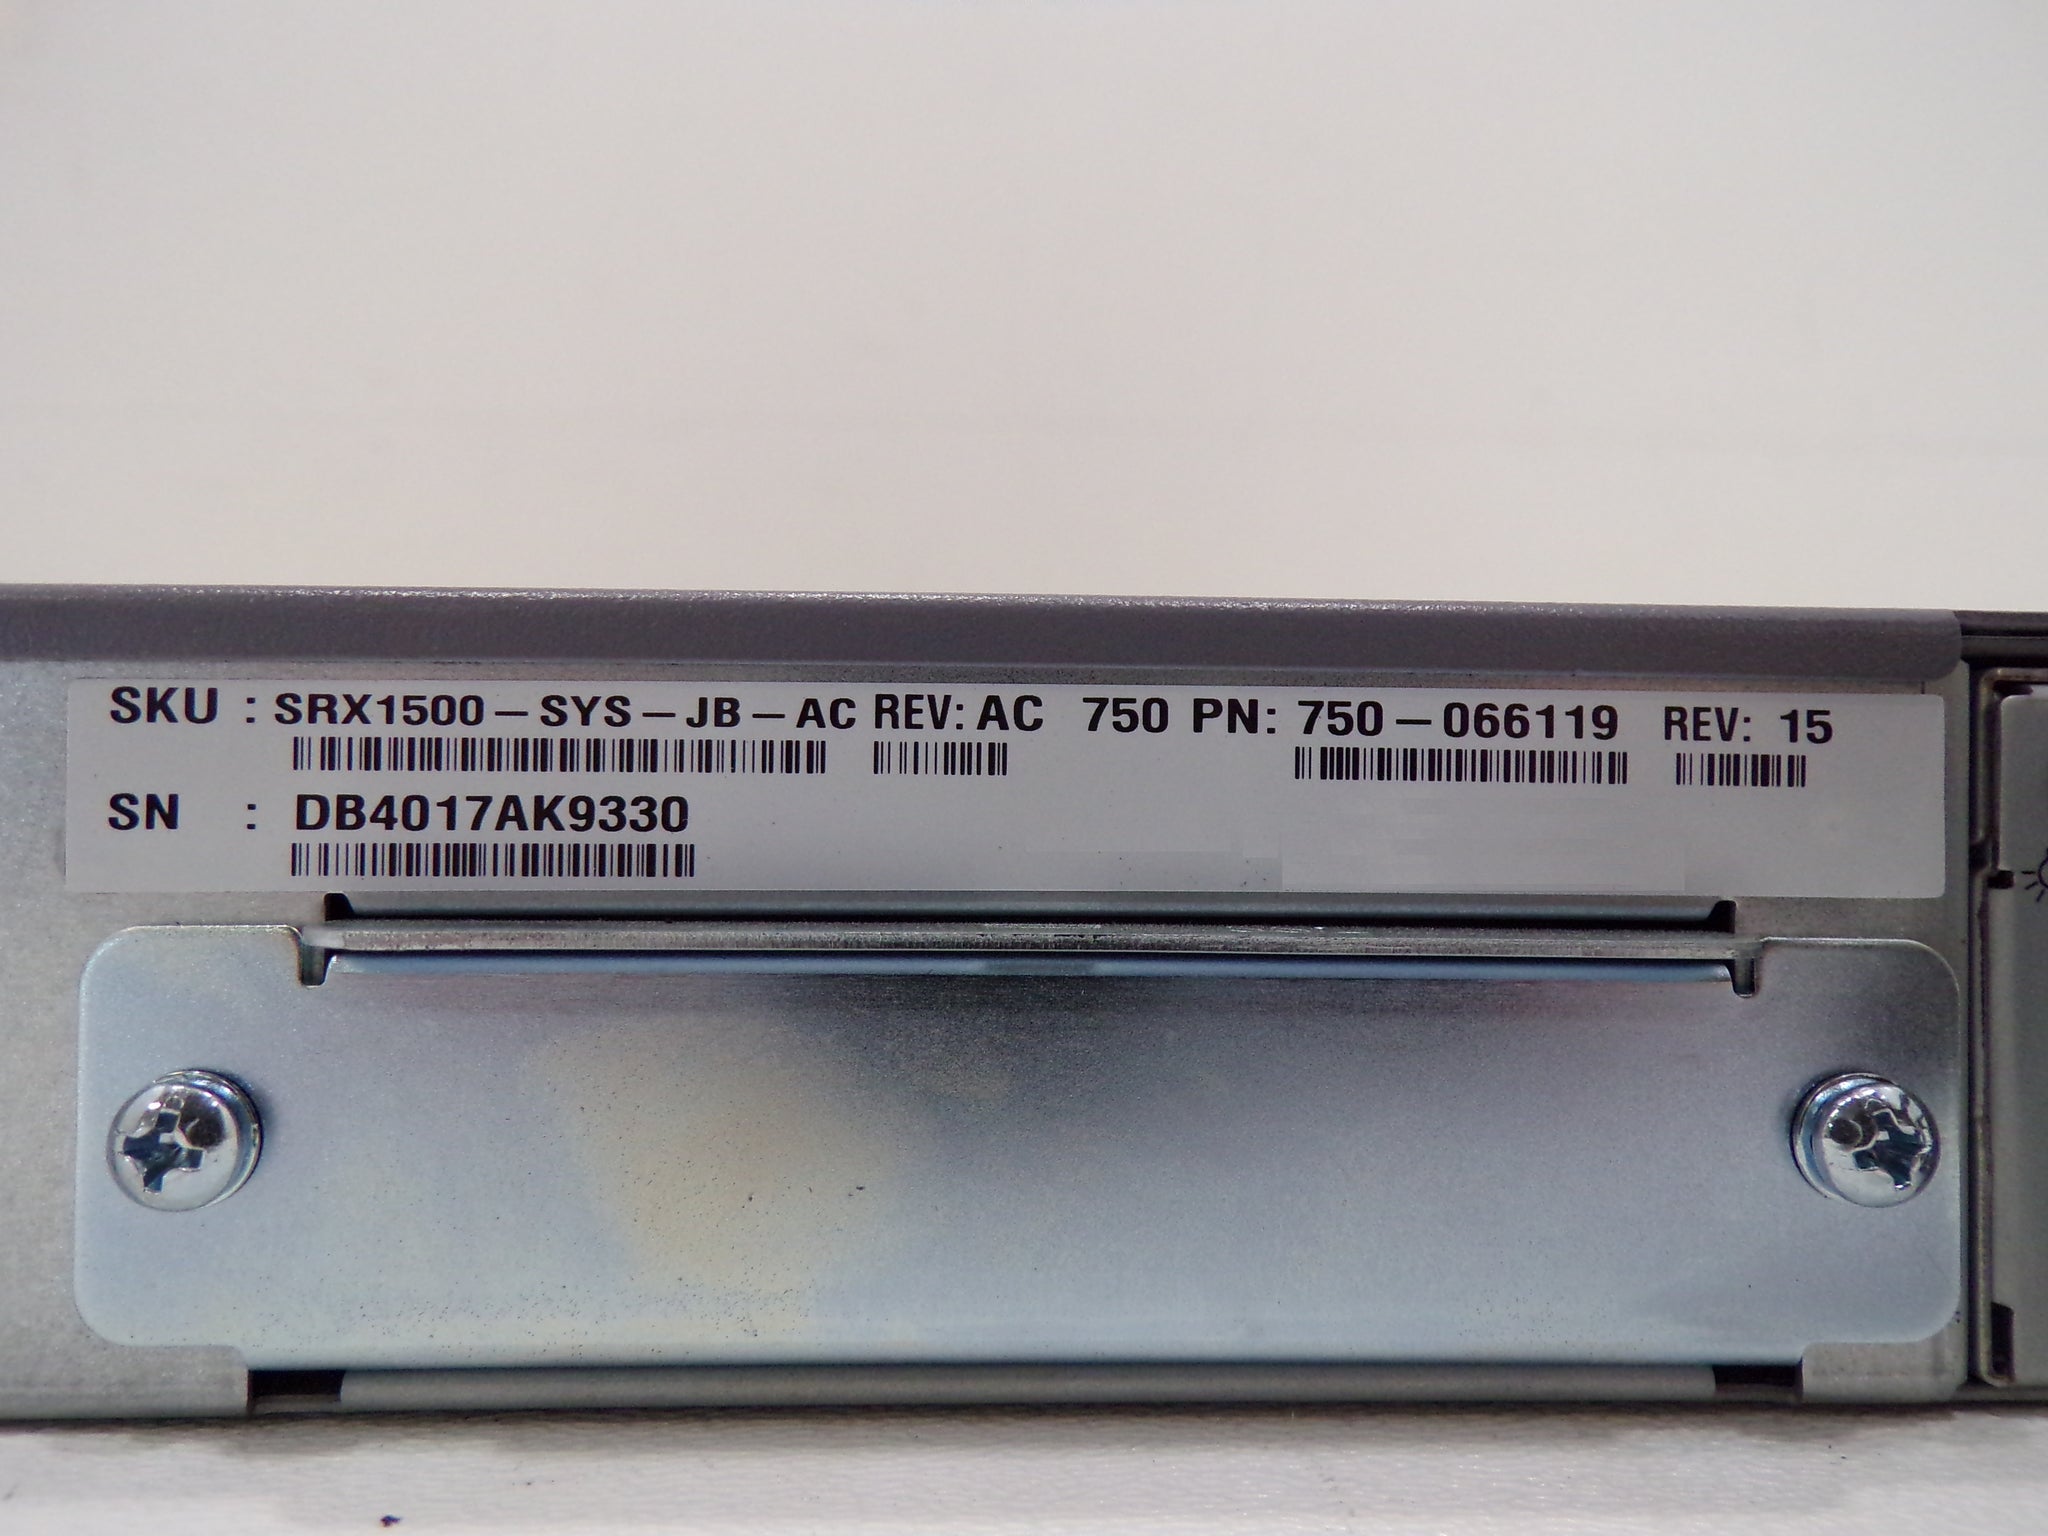 SKU : SRX1500-SYS-JB-AC REV: AC 750 PN: 750-066119 REV: 15
SN : DB4017AK9330